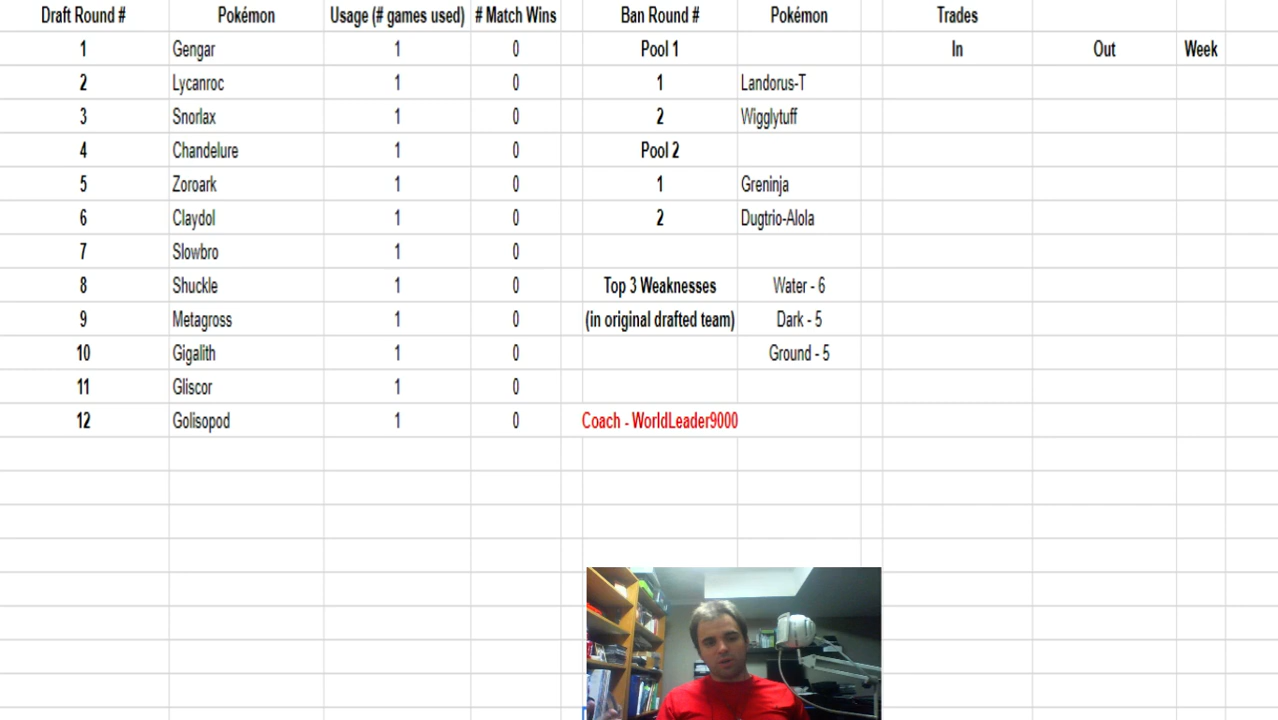 Draft Round # Pokémon Usage (# games used) # Match Wins Ban Round # Pokémon Trades
1 Gengar 1 0 Pool 1 In Out Week
2 Lycanroc 1 0 1 Landorus-T
3 Snorlax 1 0 2 Wigglytuff
4 Chandelure 1 0 Pool 2
5 Zoroark 1 0 1 Greninja
6 Claydol 1 0 2 Dugtrio-Alola
7 Slowbro 1 0
8 Shuckle 1 0 Top 3 Weaknesses Water - 6
9 Metagross 1 0 (in original drafted team) Dark - 5
10 Gigalith 1 0 Ground - 5
11 Gliscor 1 0
12 Golisopod 1 0 Coach - WorldLeader9000